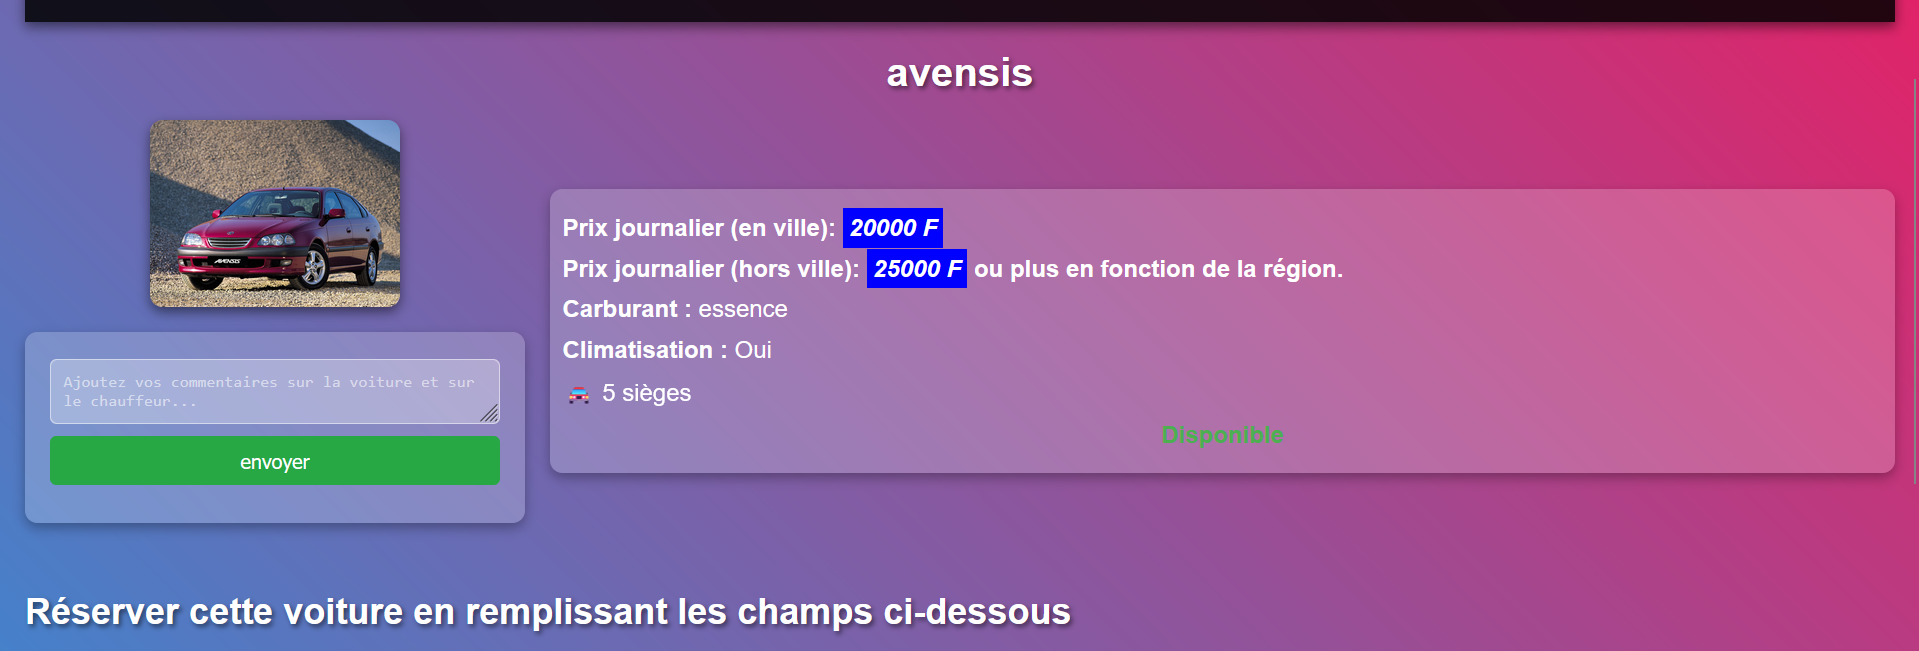 avensis
AVENSIS
Prix journalier (en ville): 20000 F
Prix journalier (hors ville): 25000 F ou plus en fonction de la région.
Carburant : essence
Climatisation : Oui
5 sièges
Disponible
Ajoutez vos commentaires sur la voiture et sur
le chauffeur...
envoyer
Réserver cette voiture en remplissant les champs ci-dessous